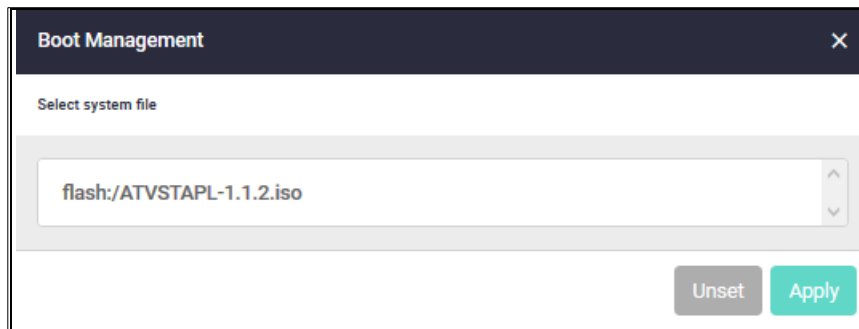 Boot Management
Select system file
flash:/ATVSTAPL-1.1.2.iso
Unset Apply